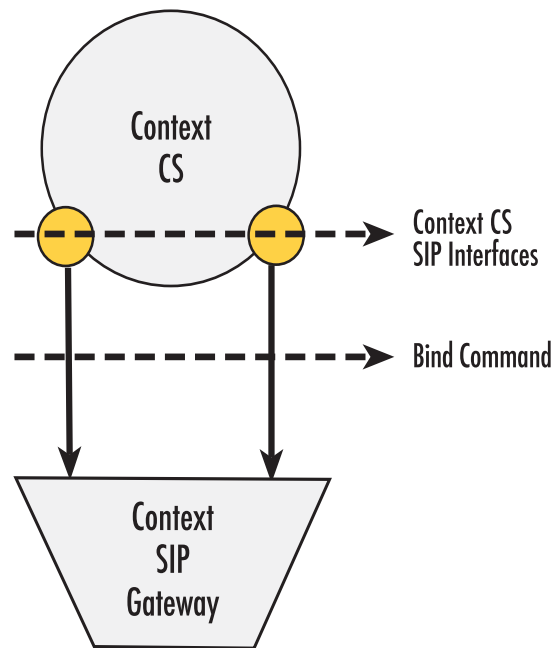 Context
CS
Context CS
SIP Interfaces
Bind Command
Context
SIP
Gateway